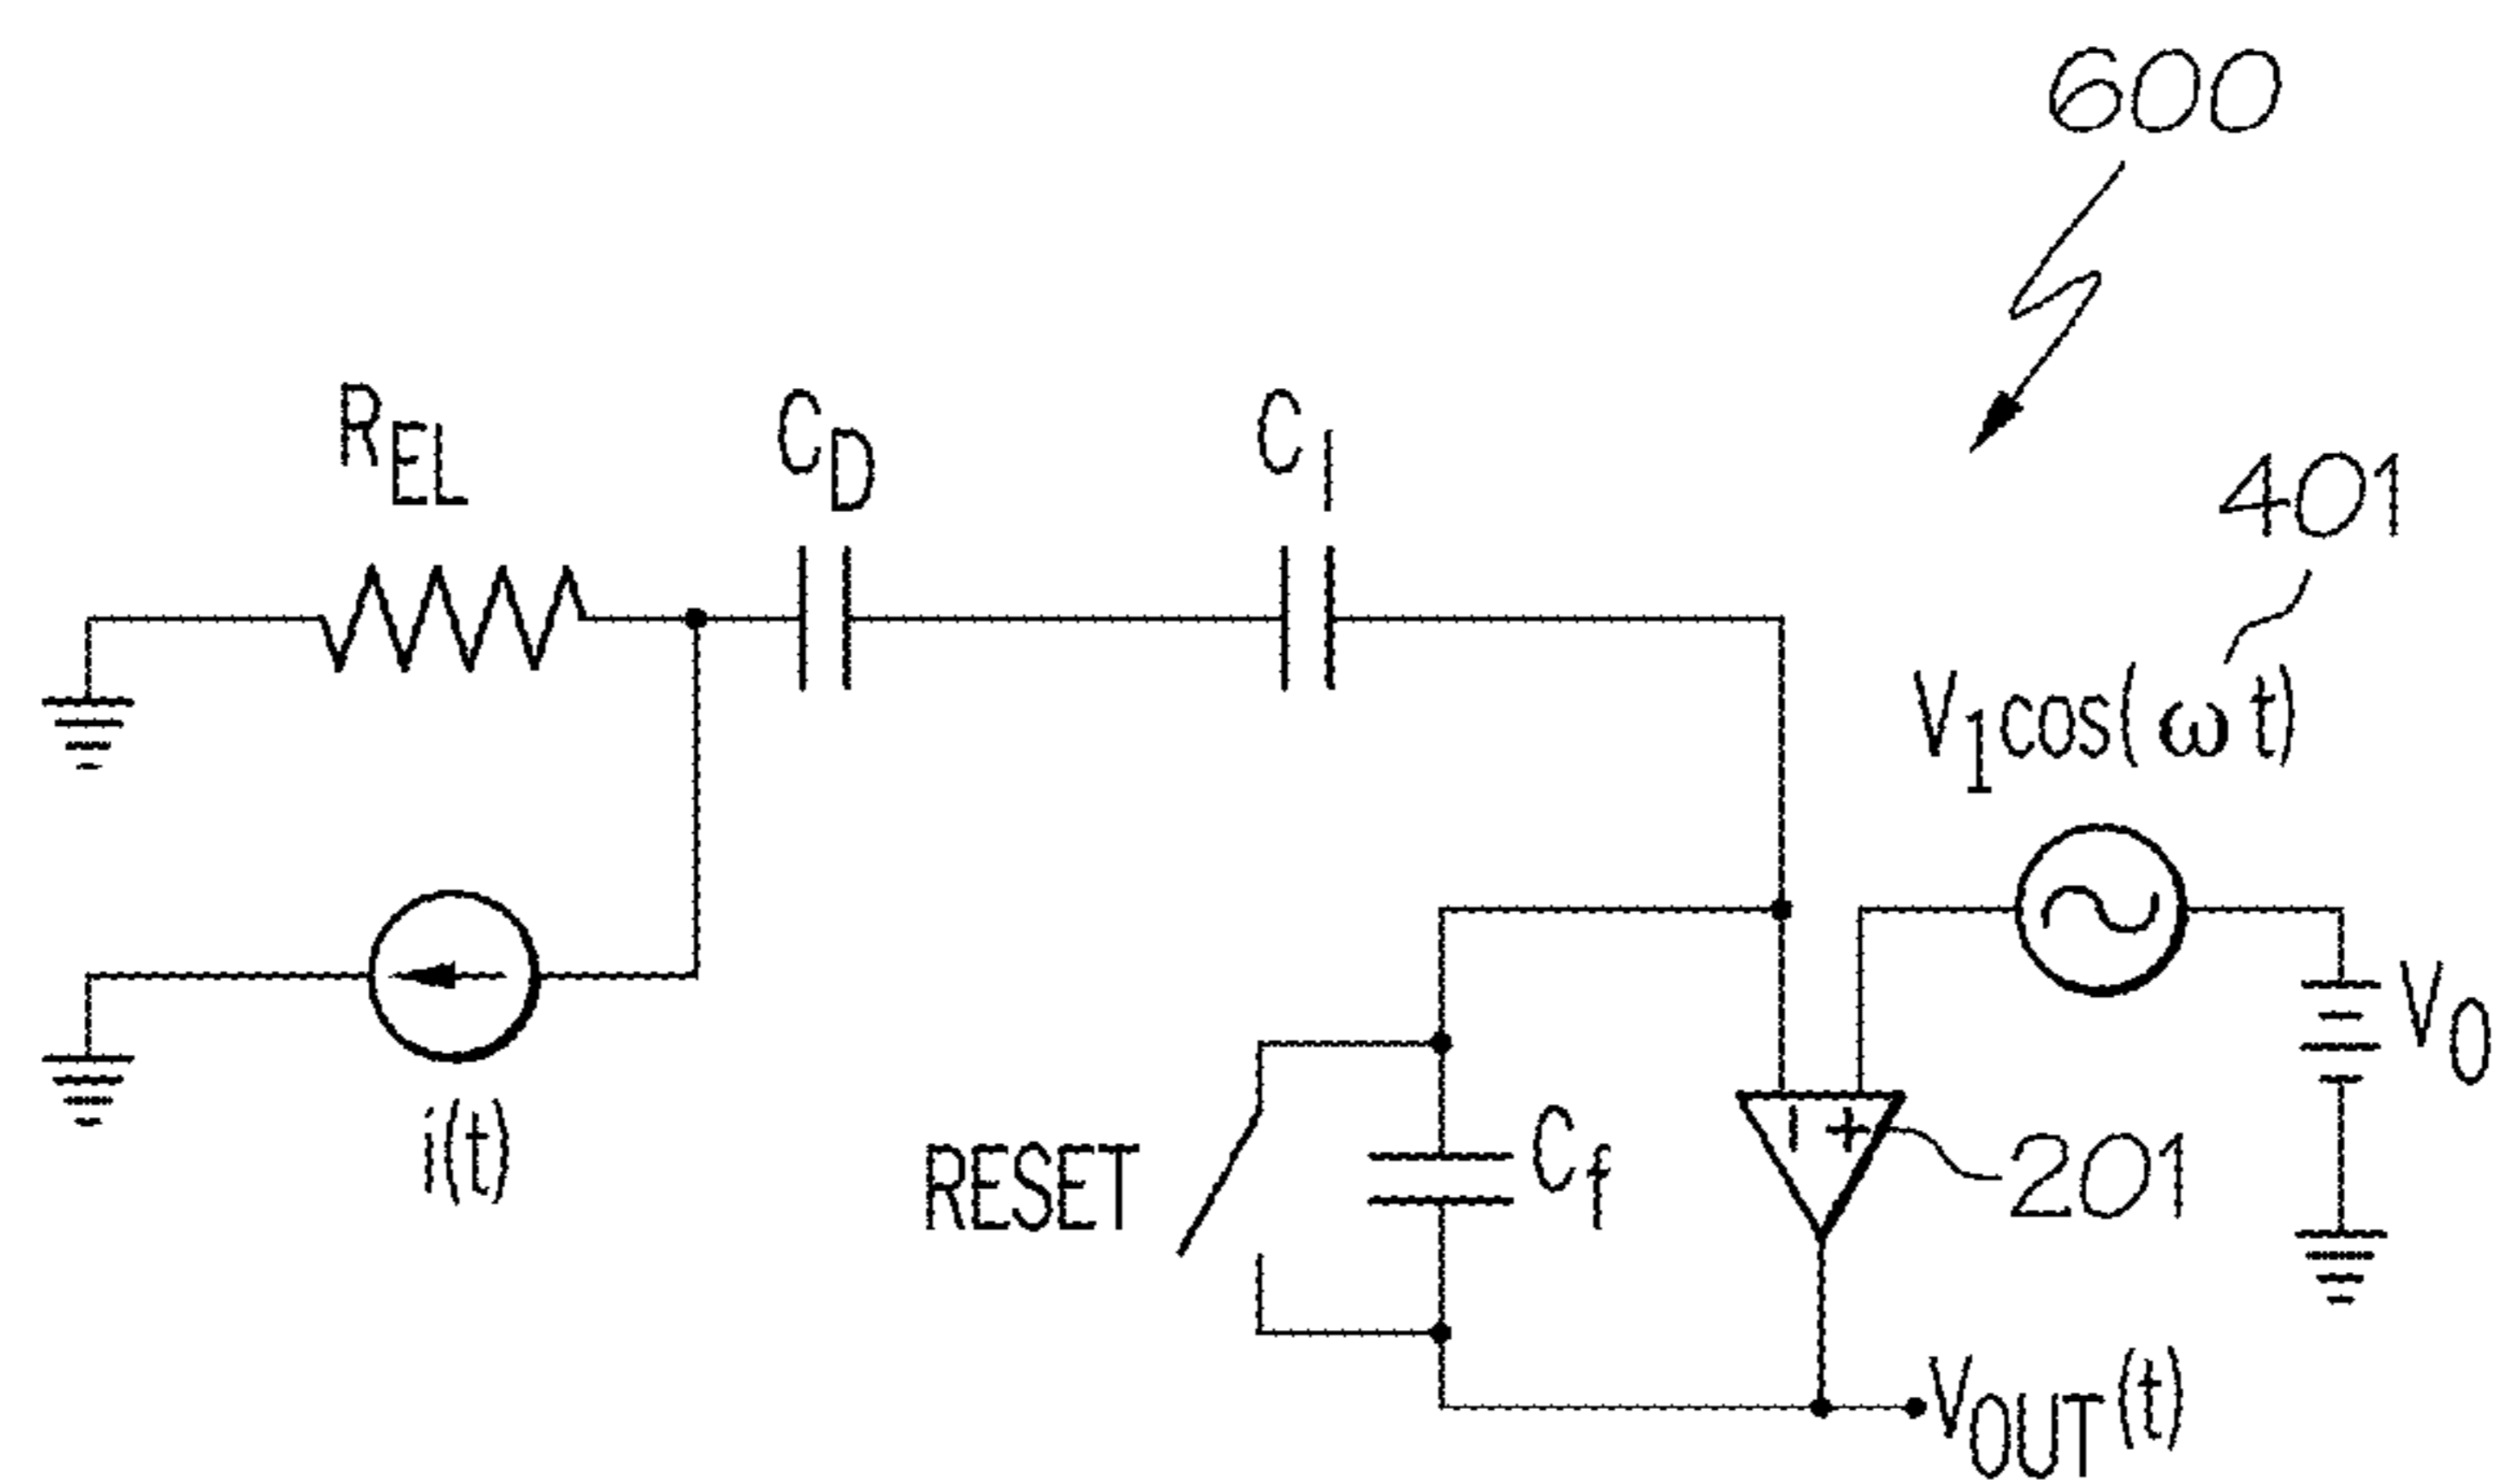 600
R_EL
C_D
C_I
401
V_1cos(ωt)
V_0
i(t)
RESET
C_f
- +
201
V_OUT(t)